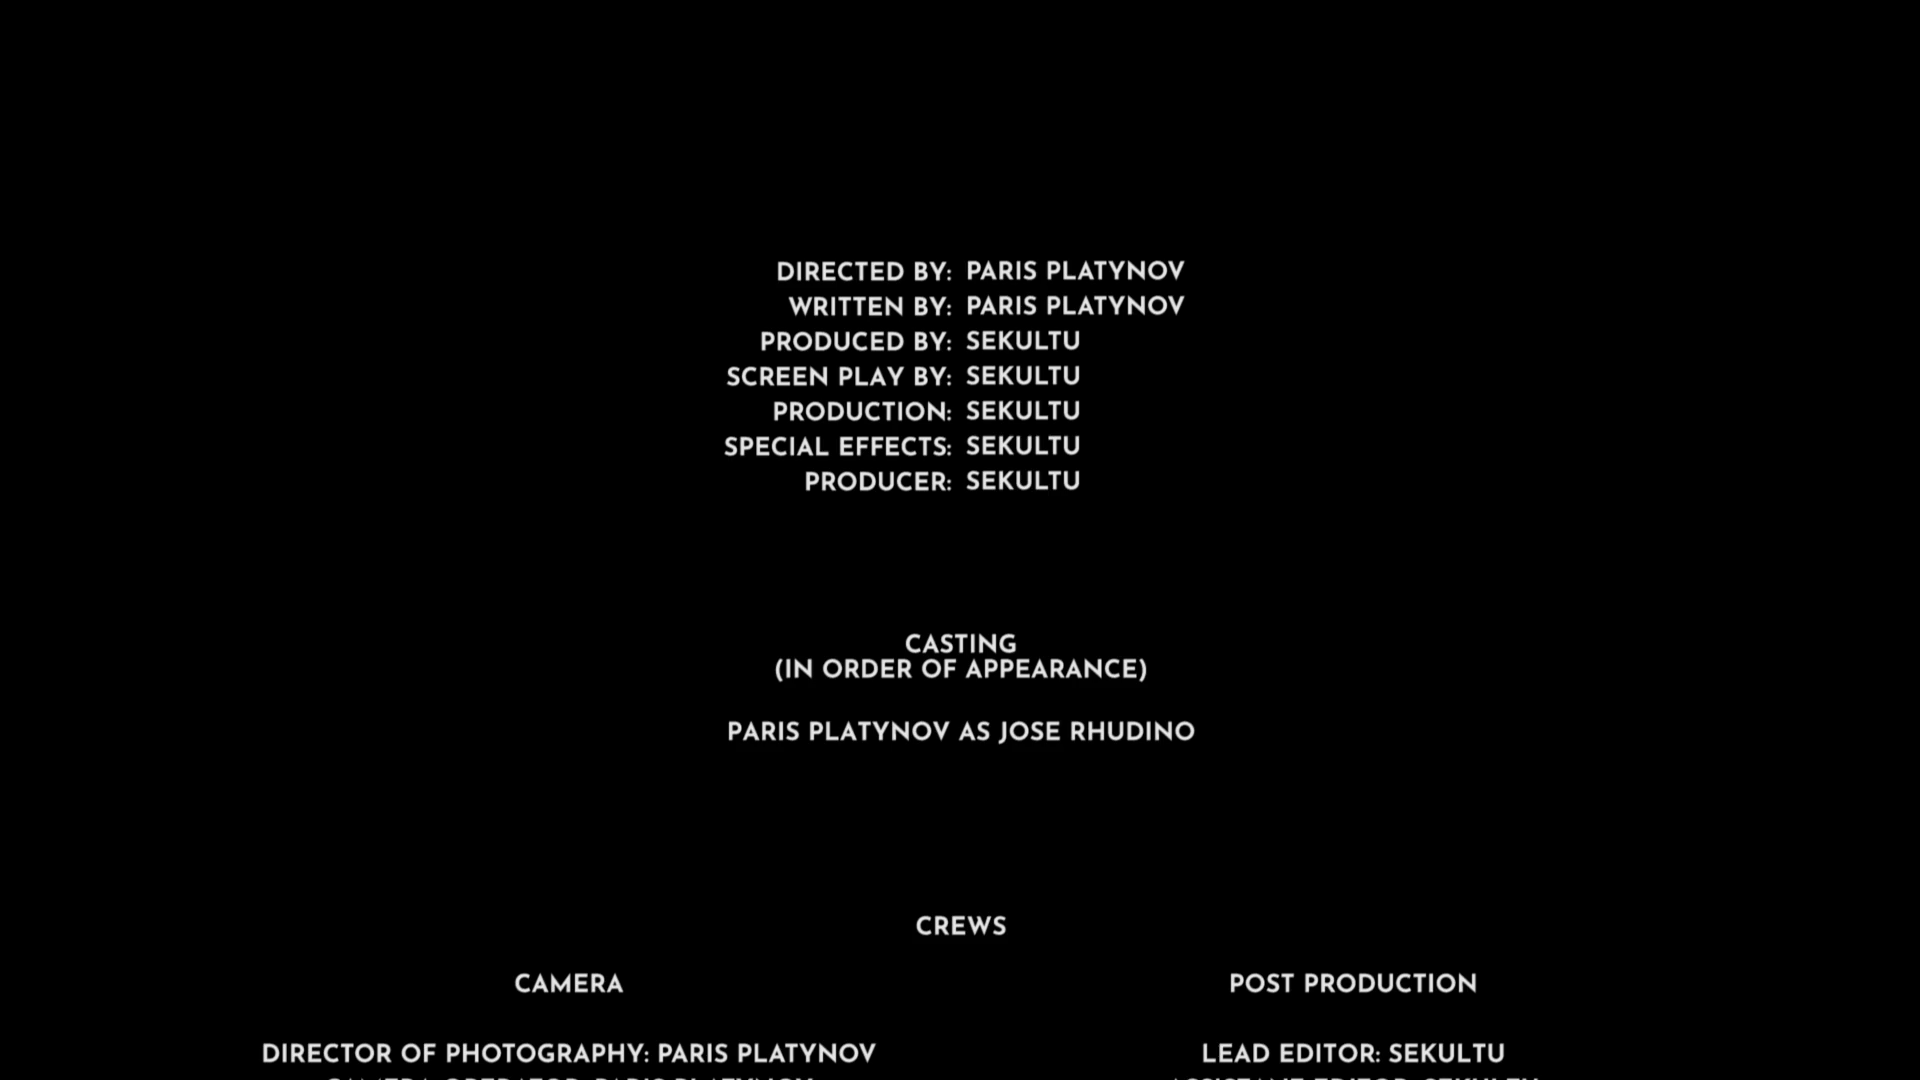 DIRECTED BY: PARIS PLATYNOV
WRITTEN BY: PARIS PLATYNOV
PRODUCED BY: SEKULTU
SCREEN PLAY BY: SEKULTU
PRODUCTION: SEKULTU
SPECIAL EFFECTS: SEKULTU
PRODUCER: SEKULTU
CASTING
(IN ORDER OF APPEARANCE)
PARIS PLATYNOV AS JOSE RHUDINO
CREWS
CAMERA
DIRECTOR OF PHOTOGRAPHY: PARIS PLATYNOV
POST PRODUCTION
LEAD EDITOR: SEKULTU